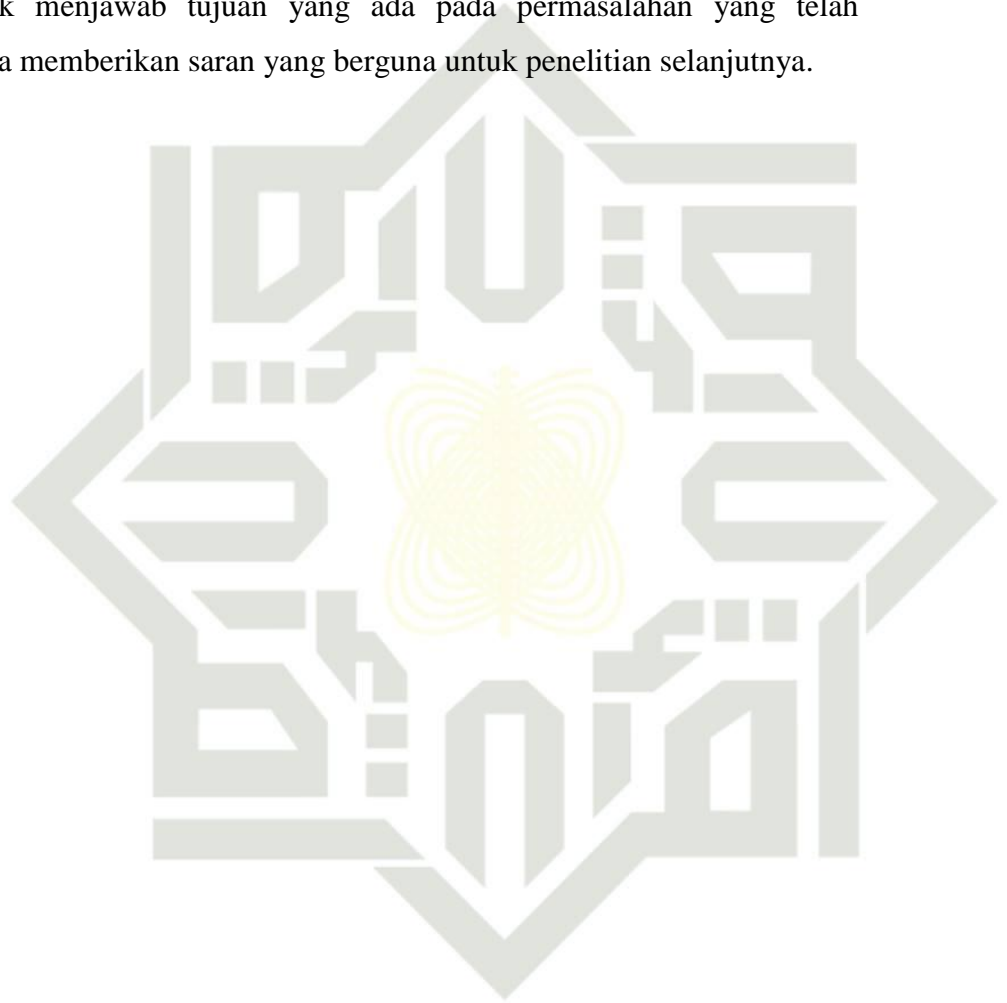 menjawab tujuan yang ada pada permasalahan yang telah
memberikan saran yang berguna untuk penelitian selanjutnya.